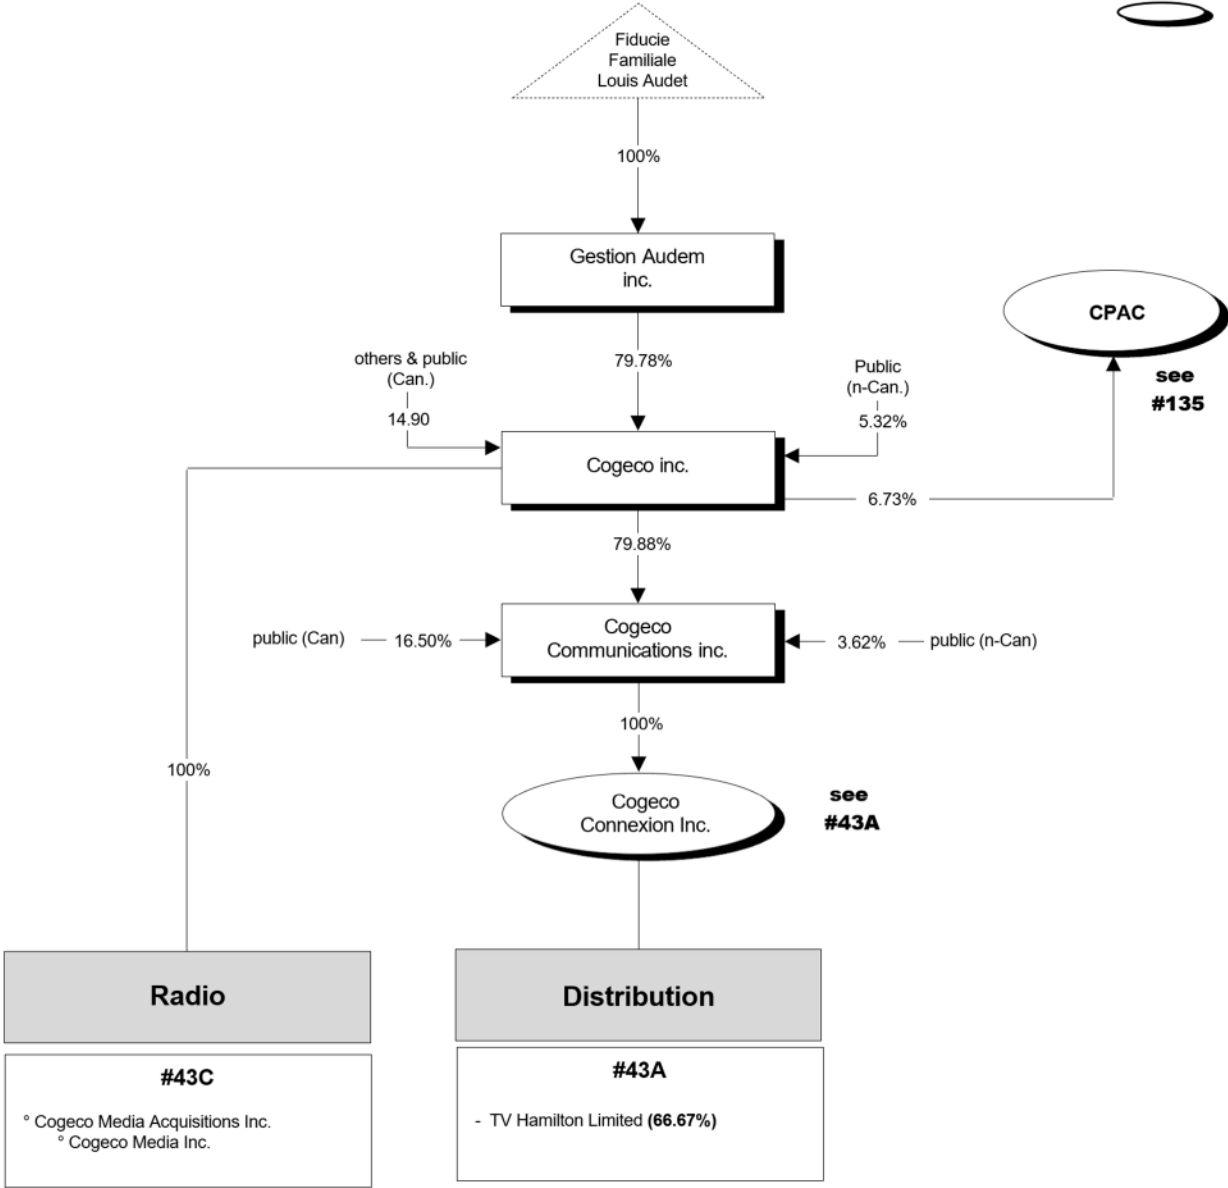 Fiducie
Familiale
Louis Audet
100%
Gestion Audem
inc.
CPAC
see
#135
others & public
(Can.)
14.90
79.78%
Public
(n-Can.)
5.32%
Cogeco inc.
6.73%
79.88%
public (Can)
16.50%
Cogeco
Communications inc.
3.62%
public (n-Can)
100%
100%
Cogeco
Connexion Inc.
see
#43A
Radio
Distribution
#43C
° Cogeco Media Acquisitions Inc.
° Cogeco Media Inc.
#43A
- TV Hamilton Limited (66.67%)